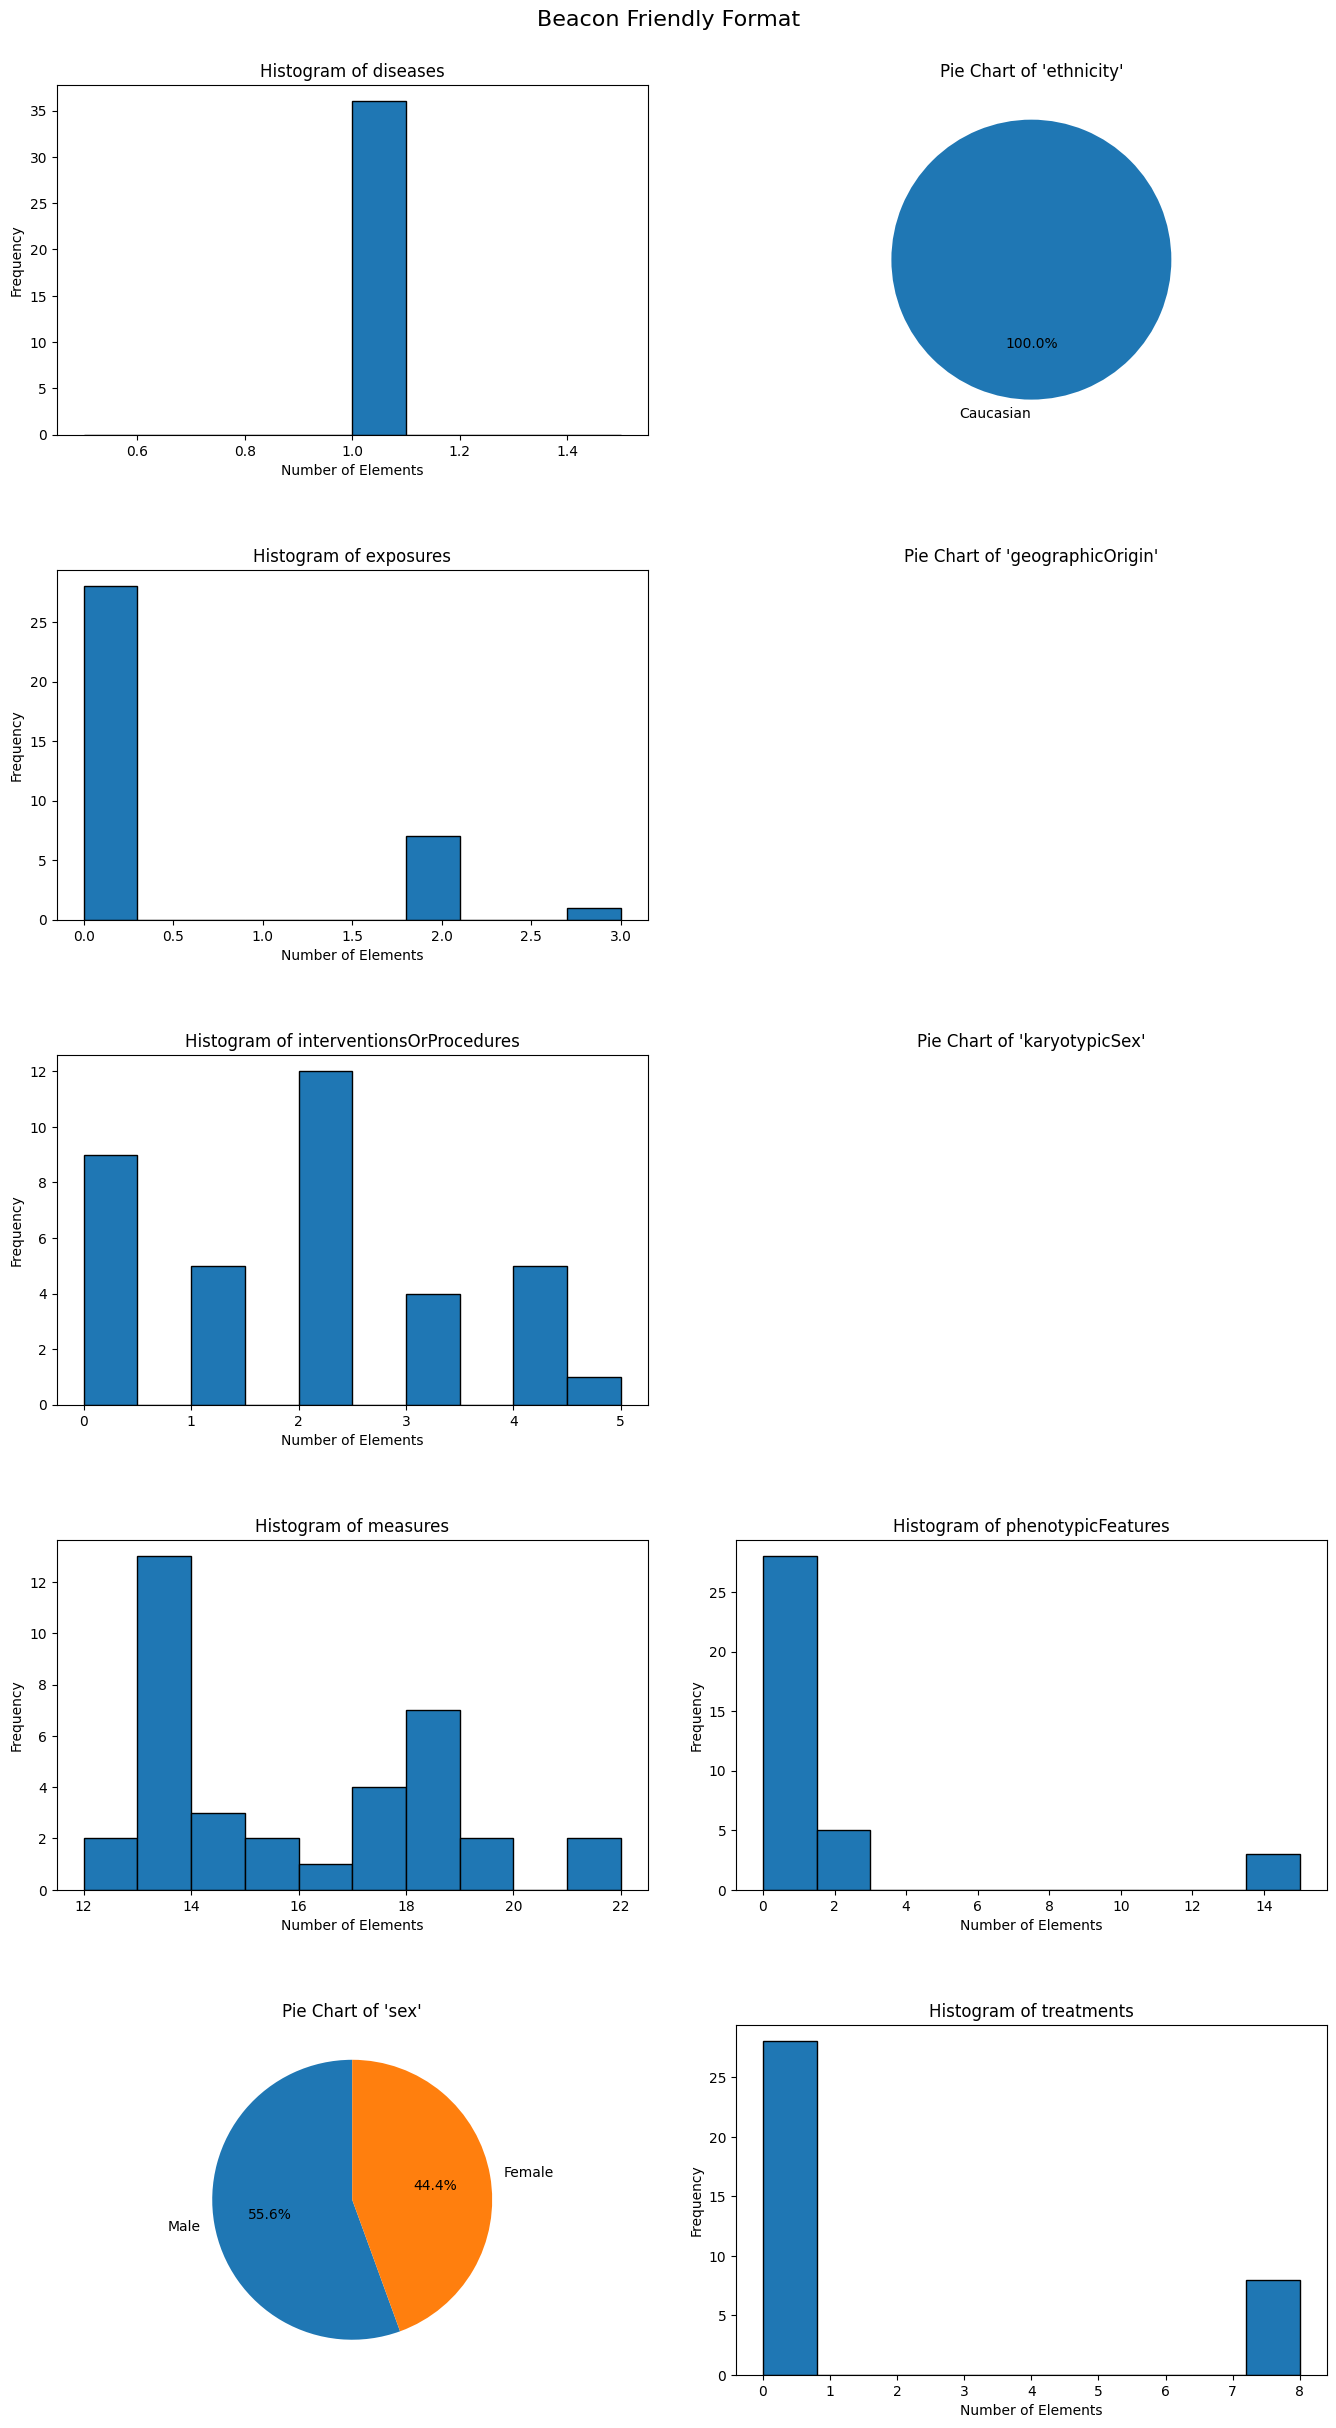 Beacon Friendly Format
Histogram of diseases
Frequency
35
30
25
20
15
10
5
0
0.6 0.8 1.0 1.2 1.4
Number of Elements
Pie Chart of 'ethnicity'
100.0%
Caucasian
Histogram of exposures
Frequency
25
20
15
10
5
0
0.0 0.5 1.0 1.5 2.0 2.5 3.0
Number of Elements
Pie Chart of 'geographicOrigin'
Histogram of interventionsOrProcedures
Frequency
12
10
8
6
4
2
0
0 1 2 3 4 5
Number of Elements
Pie Chart of 'karyotypicSex'
Histogram of measures
Frequency
12
10
8
6
4
2
0
12 14 16 18 20 22
Number of Elements
Histogram of phenotypicFeatures
Frequency
25
20
15
10
5
0
0 2 4 6 8 10 12 14
Number of Elements
Pie Chart of 'sex'
Female
44.4%
55.6%
Male
Histogram of treatments
Frequency
25
20
15
10
5
0
0 1 2 3 4 5 6 7 8
Number of Elements